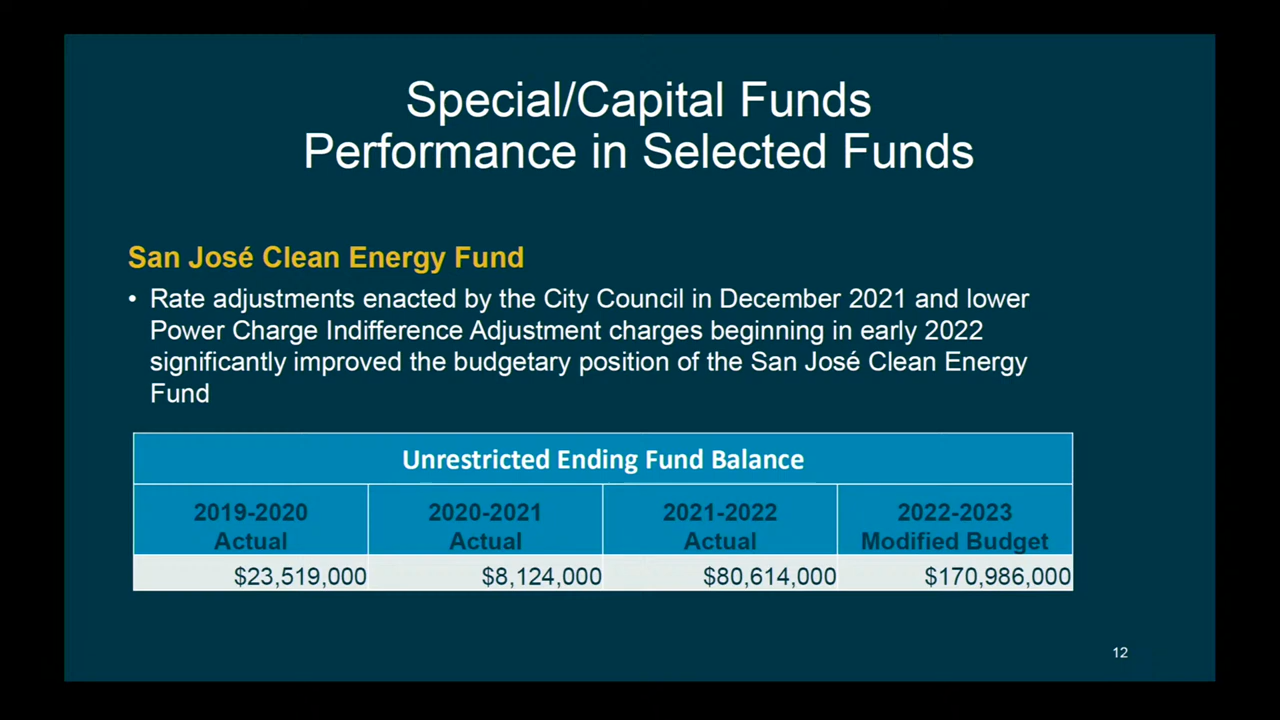 Special/Capital Funds
Performance in Selected Funds
San José Clean Energy Fund
• Rate adjustments enacted by the City Council in December 2021 and lower
Power Charge Indifference Adjustment charges beginning in early 2022
significantly improved the budgetary position of the San José Clean Energy
Fund
Unrestricted Ending Fund Balance
2019-2020 2020-2021 2021-2022 2022-2023
Actual Actual Actual Modified Budget
$23,519,000 $8,124,000 $80,614,000 $170,986,000
12